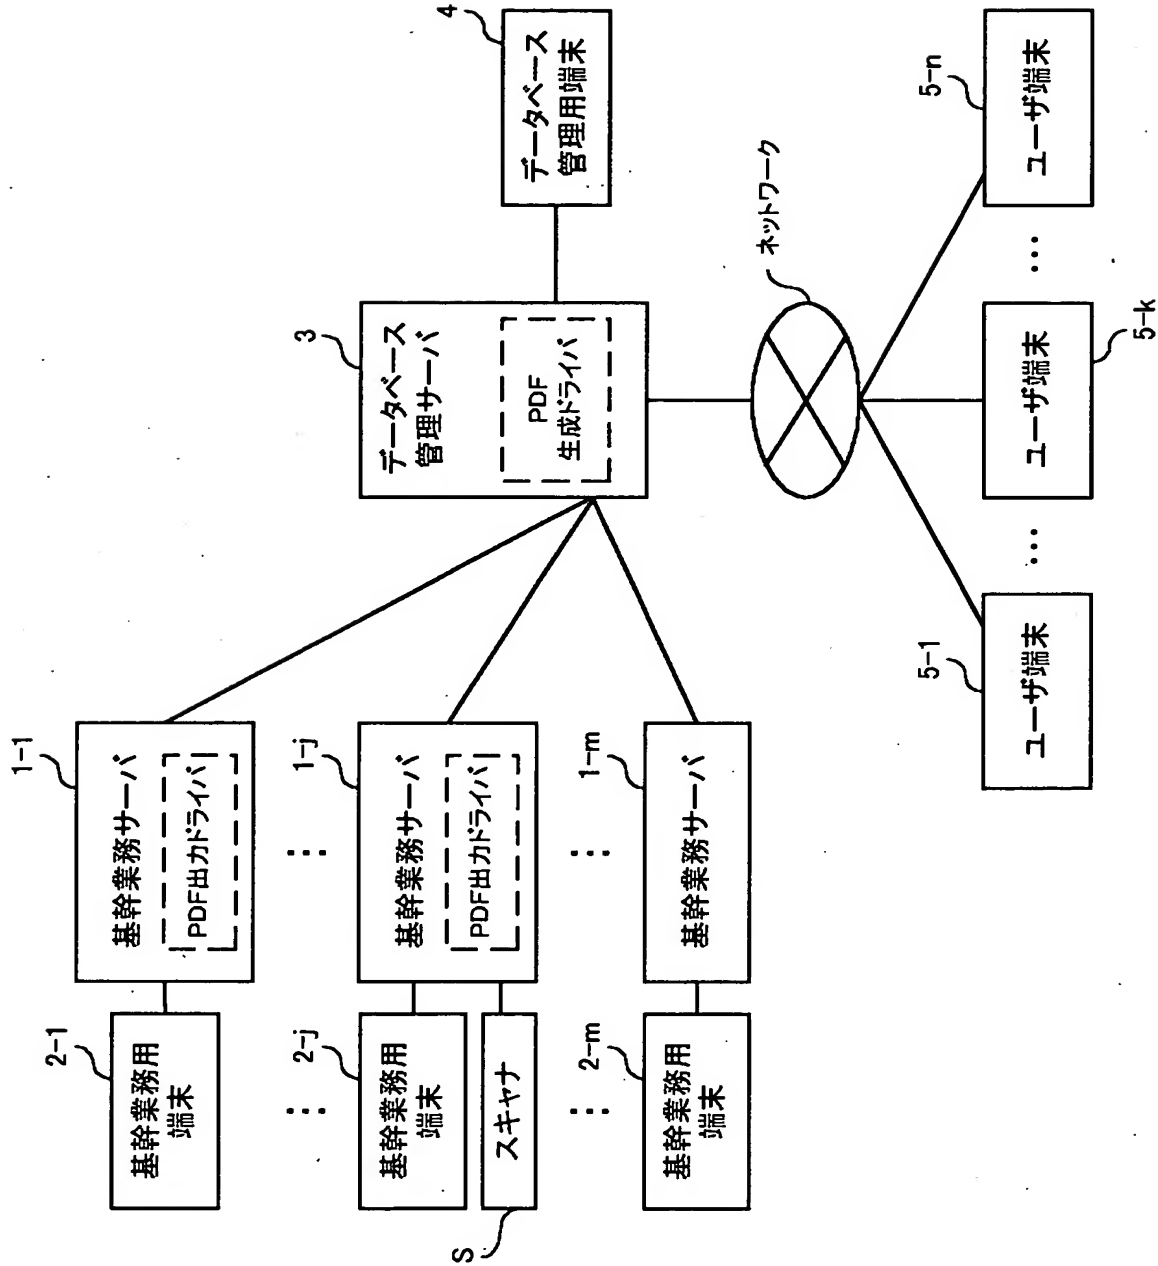 1-1
基幹業務サーバ
PDF出力ドライバ
2-1
基幹業務用
端末
⋮
⋮
1-j
基幹業務サーバ
PDF出力ドライバ
2-j
基幹業務用
端末
スキャナ
S
⋮
⋮
1-m
基幹業務サーバ
2-m
基幹業務用
端末
3
データベース
管理サーバ
PDF
生成ドライバ
4
データベース
管理用端末
ネットワーク
5-1
ユーザ端末
…
5-k
ユーザ端末
…
5-n
ユーザ端末